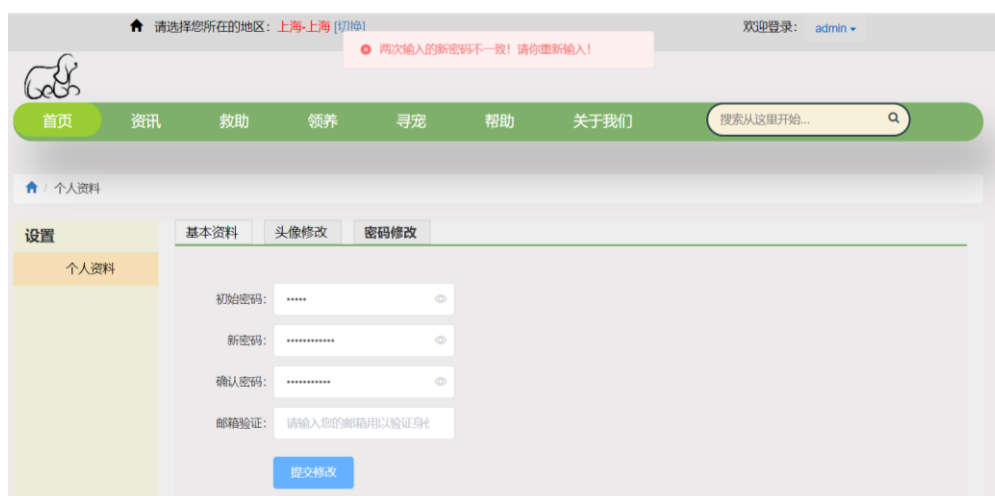 请选择您所在的地区：上海-上海 [切换] 欢迎登录： admin
两次输入的新密码不一致！请你重新输入！
GoGo
首页 资讯 救助 领养 寻宠 帮助 关于我们 搜索从这里开始...
/ 个人资料
设置 基本资料 头像修改 密码修改
个人资料
初始密码： •••••
新密码： ••••••••••••
确认密码： •••••••••••
邮箱验证： 请输入您的邮箱用以验证身
提交修改